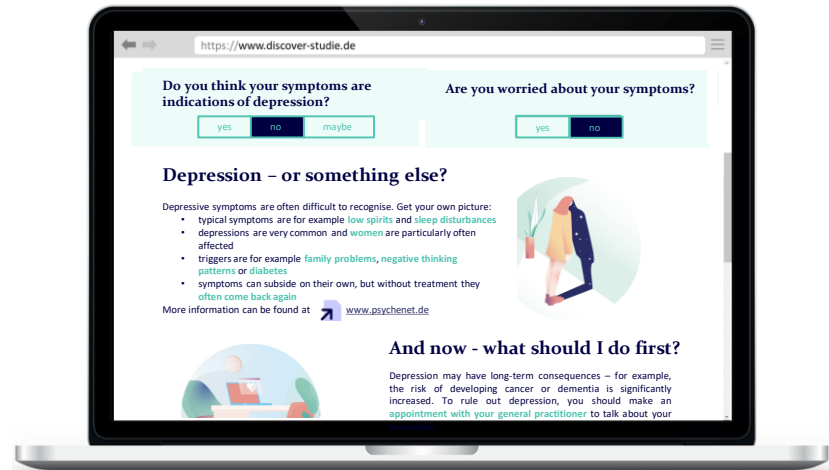 https://www.discover-studie.de
Do you think your symptoms are
indications of depression?
yes no maybe
Are you worried about your symptoms?
yes no
Depression – or something else?
Depressive symptoms are often difficult to recognise. Get your own picture:
• typical symptoms are for example low spirits and sleep disturbances
• depressions are very common and women are particularly often
affected
• triggers are for example family problems, negative thinking
patterns or diabetes
• symptoms can subside on their own, but without treatment they
often come back again
More information can be found at www.psychenet.de
And now - what should I do first?
Depression may have long-term consequences – for example,
the risk of developing cancer or dementia is significantly
increased. To rule out depression, you should make an
appointment with your general practitioner to talk about your